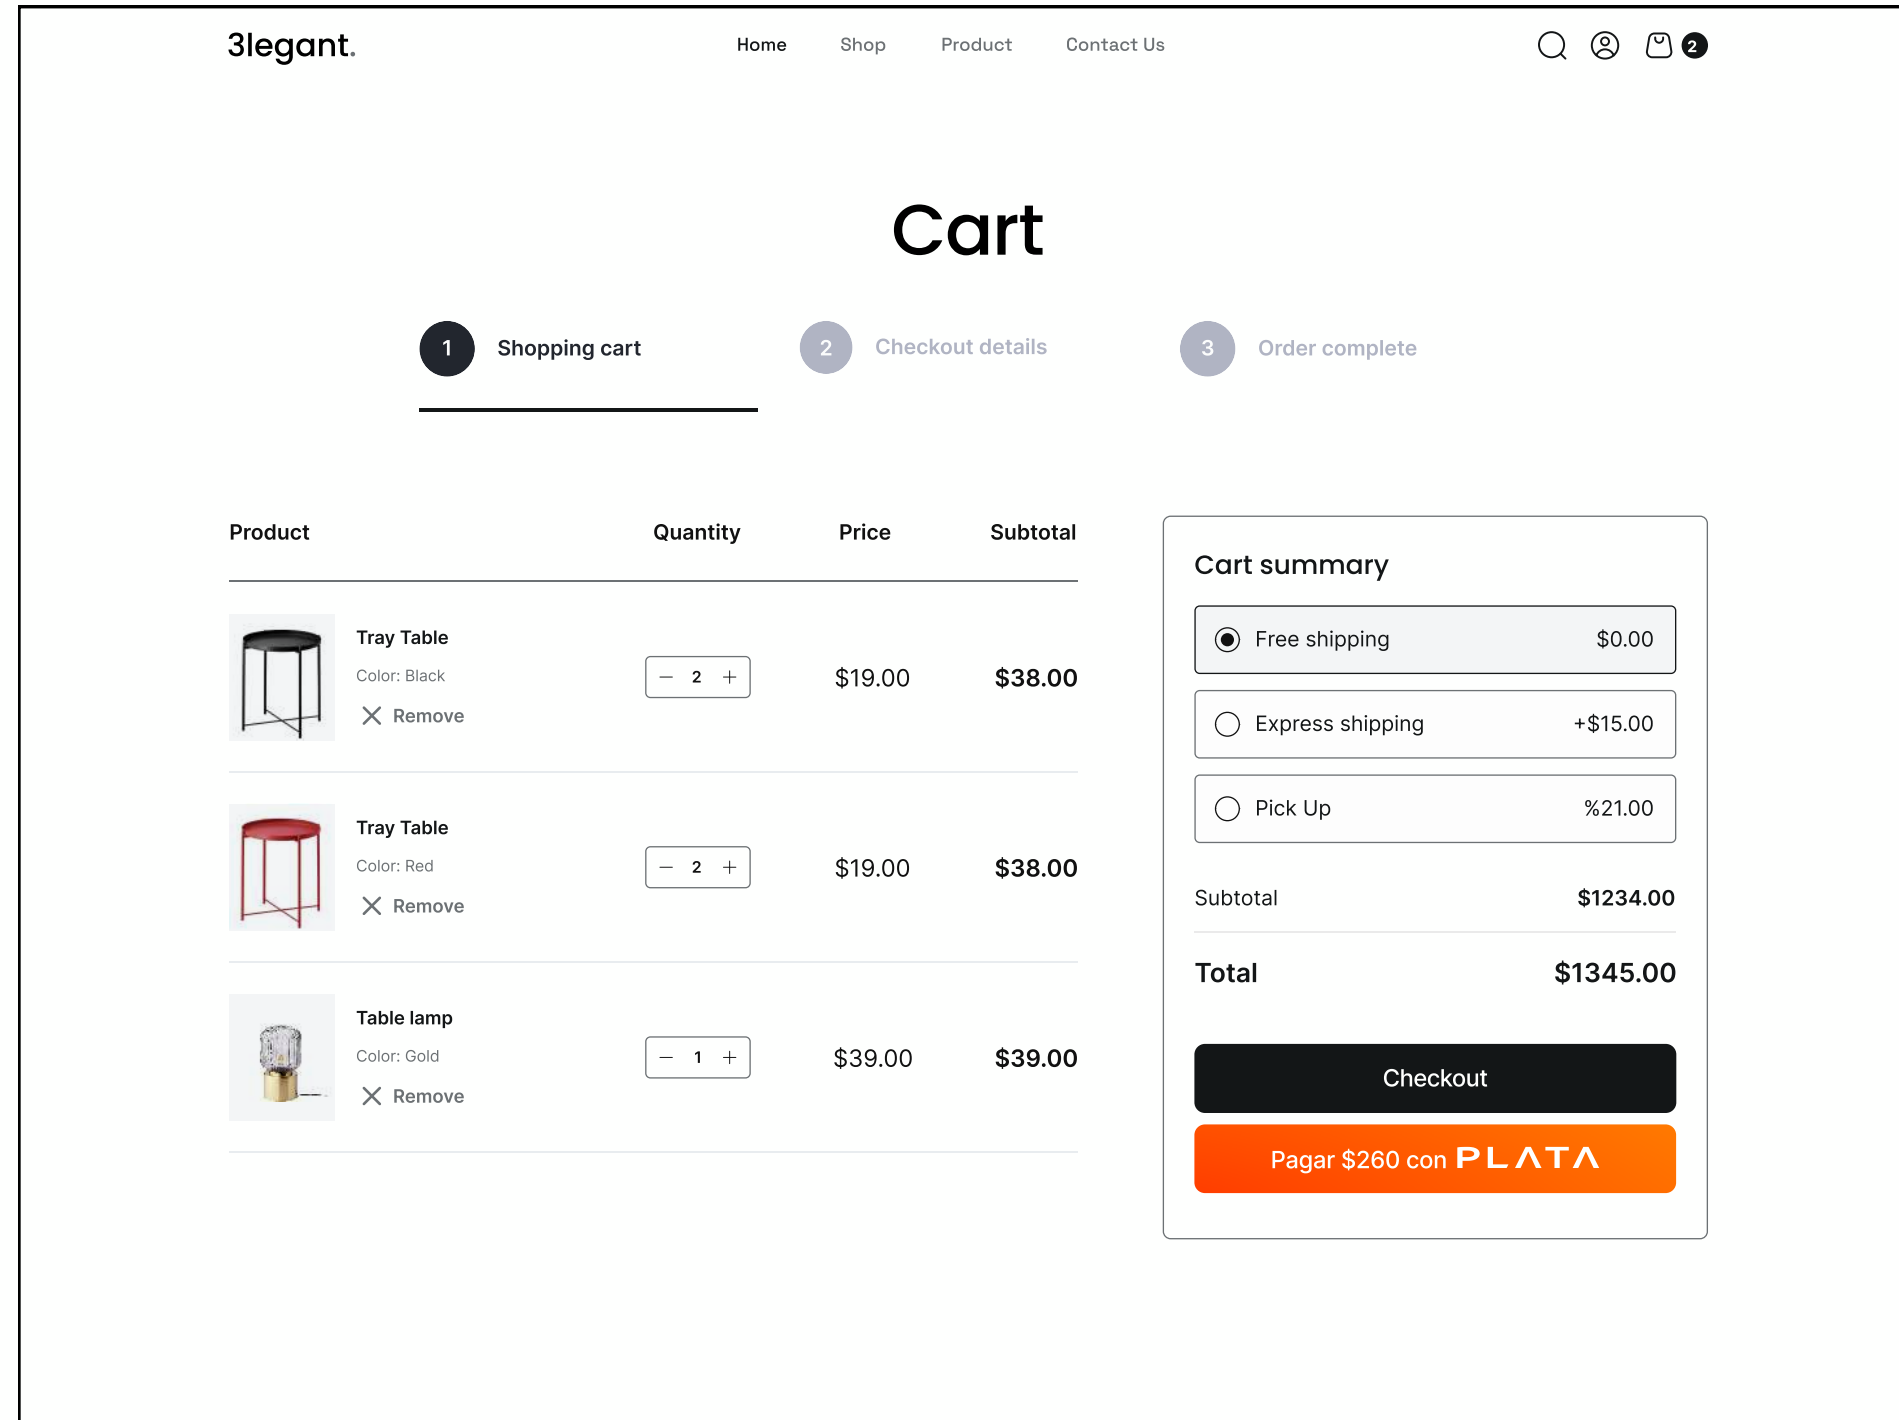 3legant.
Home Shop Product Contact Us
2
Cart
1 Shopping cart
2 Checkout details
3 Order complete
Product Quantity Price Subtotal
Tray Table
Color: Black
Remove
2 $19.00 $38.00
Tray Table
Color: Red
Remove
2 $19.00 $38.00
Table lamp
Color: Gold
Remove
1 $39.00 $39.00
Cart summary
Free shipping $0.00
Express shipping +$15.00
Pick Up %21.00
Subtotal $1234.00
Total $1345.00
Checkout
Pagar $260 con PLATA